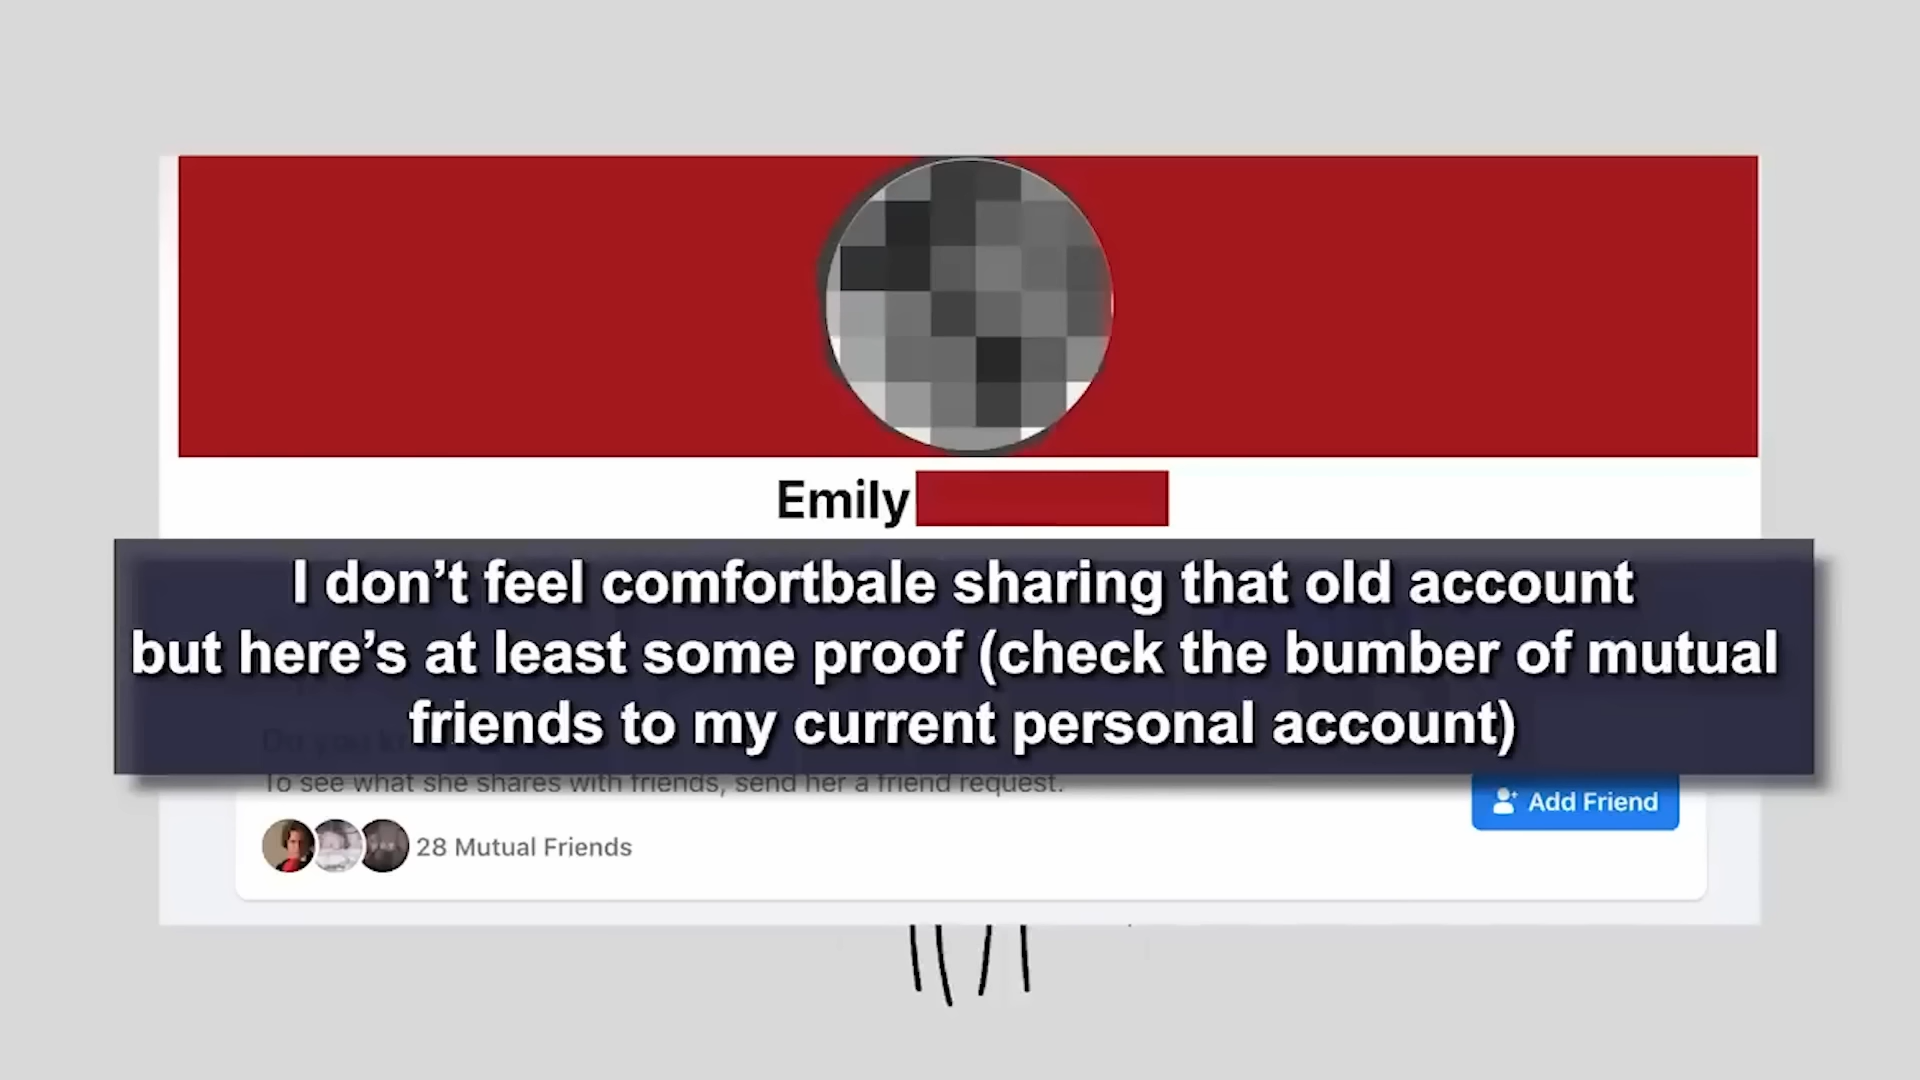 Emily
I don’t feel comfortbale sharing that old account
but here’s at least some proof (check the bumber of mutual
friends to my current personal account)
To see what she shares with friends, send her a friend request.
Add Friend
28 Mutual Friends